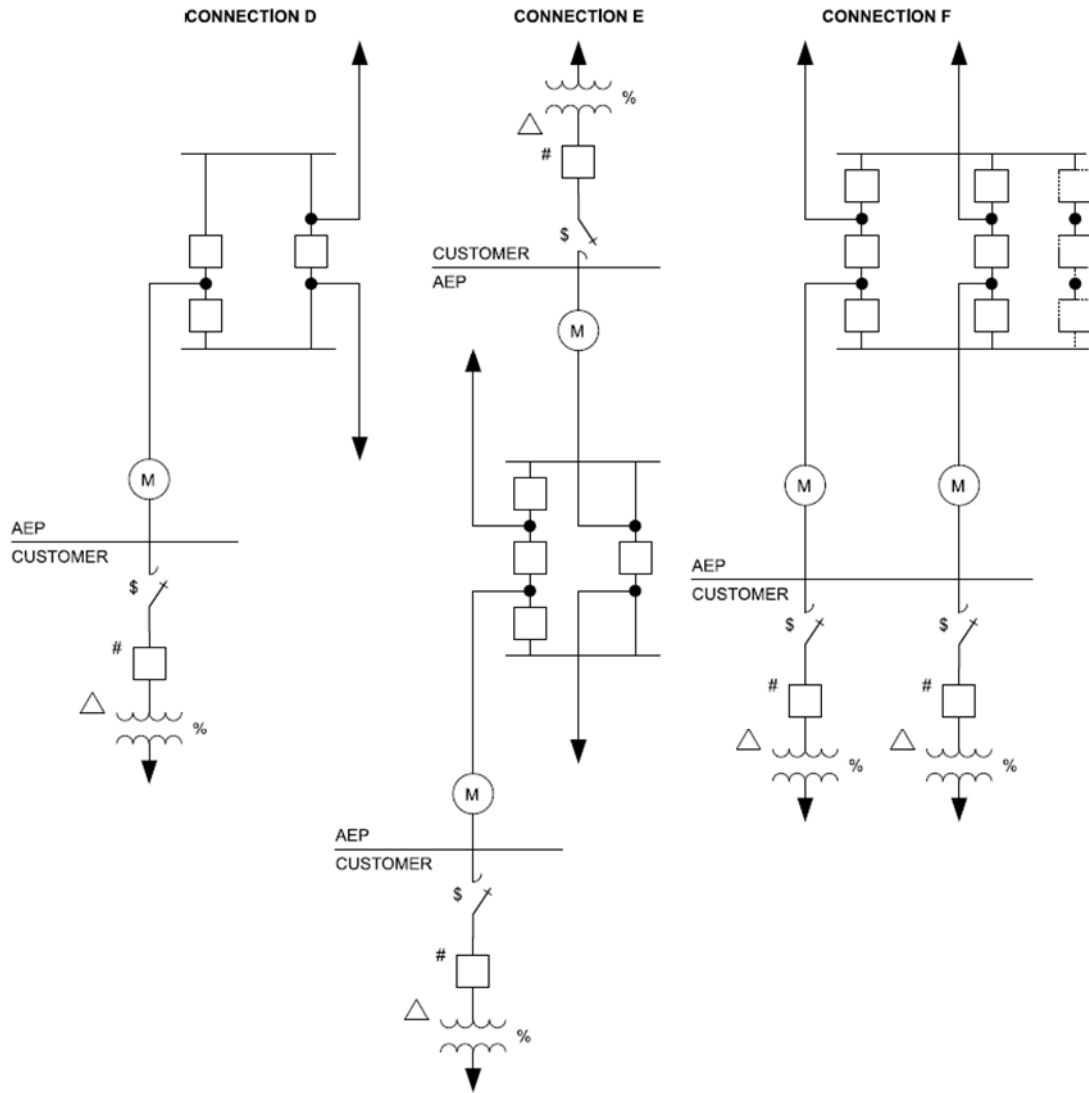 CONNECTION D
CONNECTION E
CONNECTION F
%
#
$
CUSTOMER
AEP
M
M
AEP
CUSTOMER
$
#
%
M
AEP
CUSTOMER
$
#
%
M
M
AEP
CUSTOMER
$
$
#
#
%
%